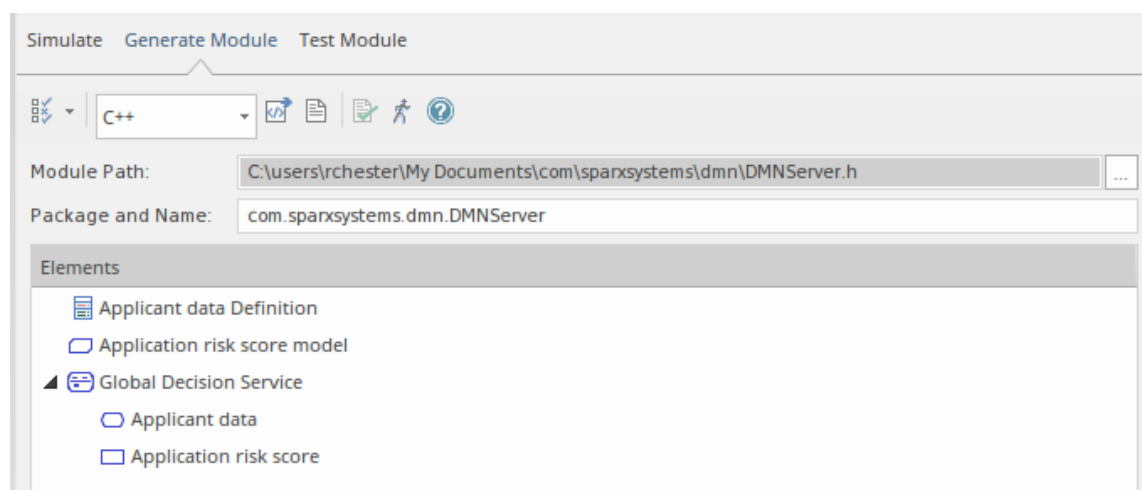 Simulate Generate Module Test Module
C++
Module Path: C:\users\rchester\My Documents\com\sparxsystems\dmn\DMNServer.h ...
Package and Name: com.sparxsystems.dmn.DMNServer
Elements
Applicant data Definition
Application risk score model
Global Decision Service
Applicant data
Application risk score